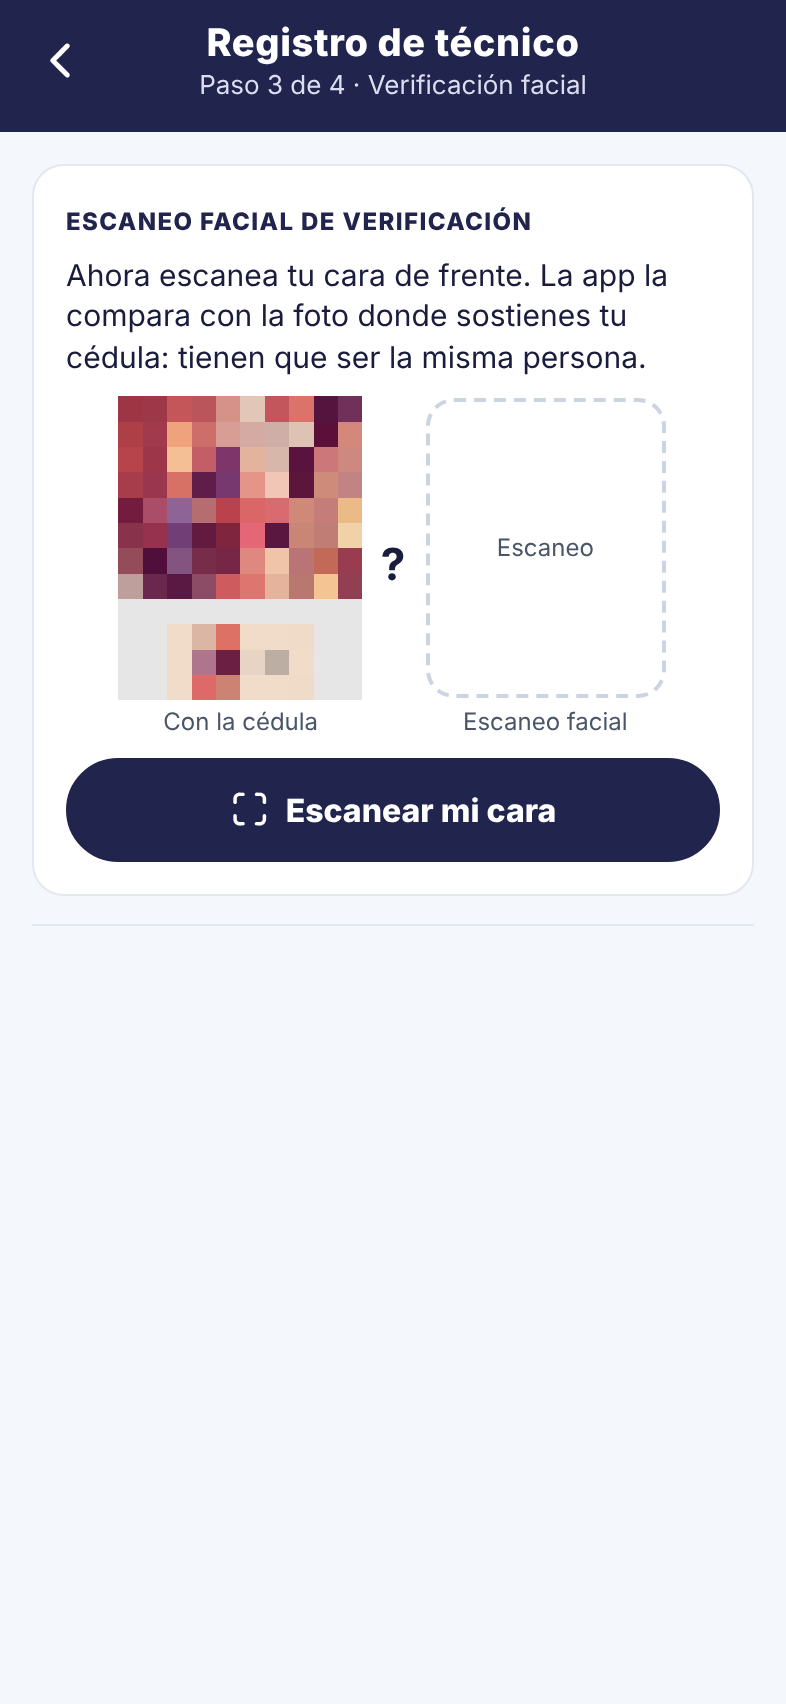 Registro de técnico
Paso 3 de 4 · Verificación facial
ESCANEO FACIAL DE VERIFICACIÓN
Ahora escanea tu cara de frente. La app la
compara con la foto donde sostienes tu
cédula: tienen que ser la misma persona.
?
Escaneo
Con la cédula
Escaneo facial
Escanear mi cara